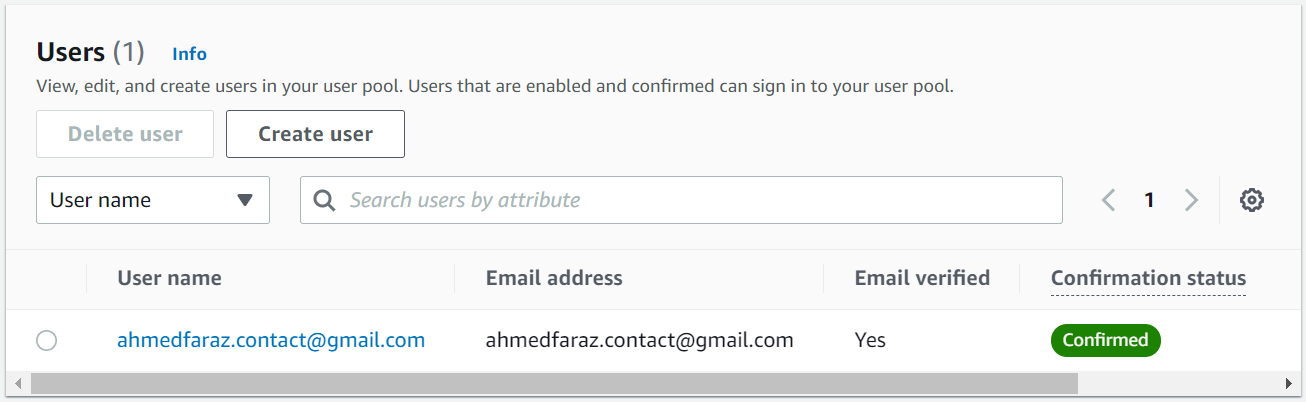 Users (1) Info
View, edit, and create users in your user pool. Users that are enabled and confirmed can sign in to your user pool.
Delete user Create user
User name Search users by attribute 1
User name Email address Email verified Confirmation status
ahmedfaraz.contact@gmail.com ahmedfaraz.contact@gmail.com Yes Confirmed